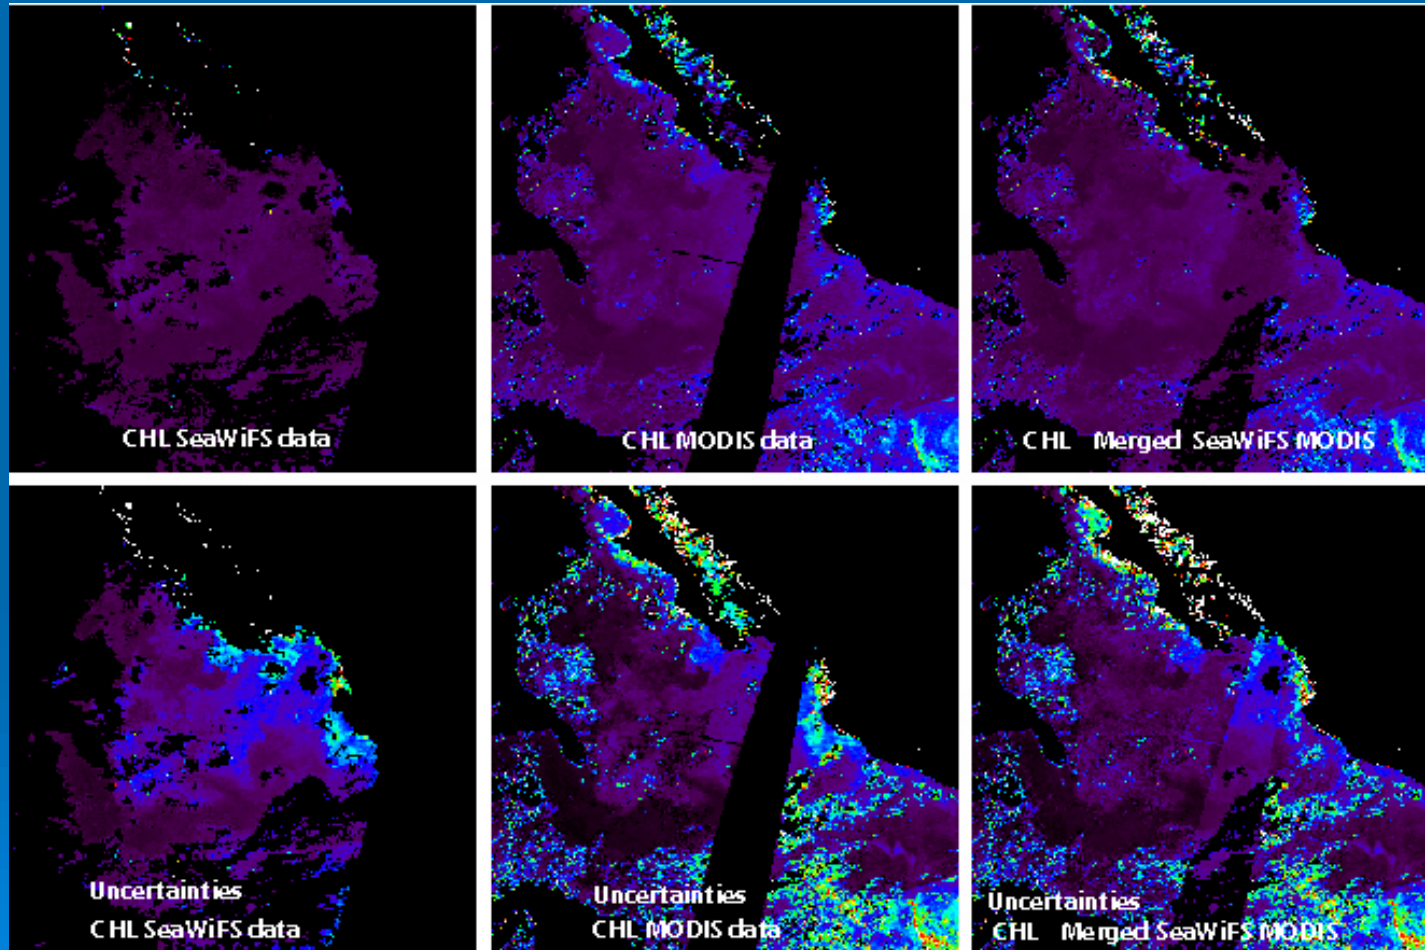 CHL SeaWiFS data
CHL MODIS data
CHL Merged SeaWiFS MODIS
Uncertainties
CHL SeaWiFS data
Uncertainties
CHL MODIS data
Uncertainties
CHL Merged SeaWiFS MODIS